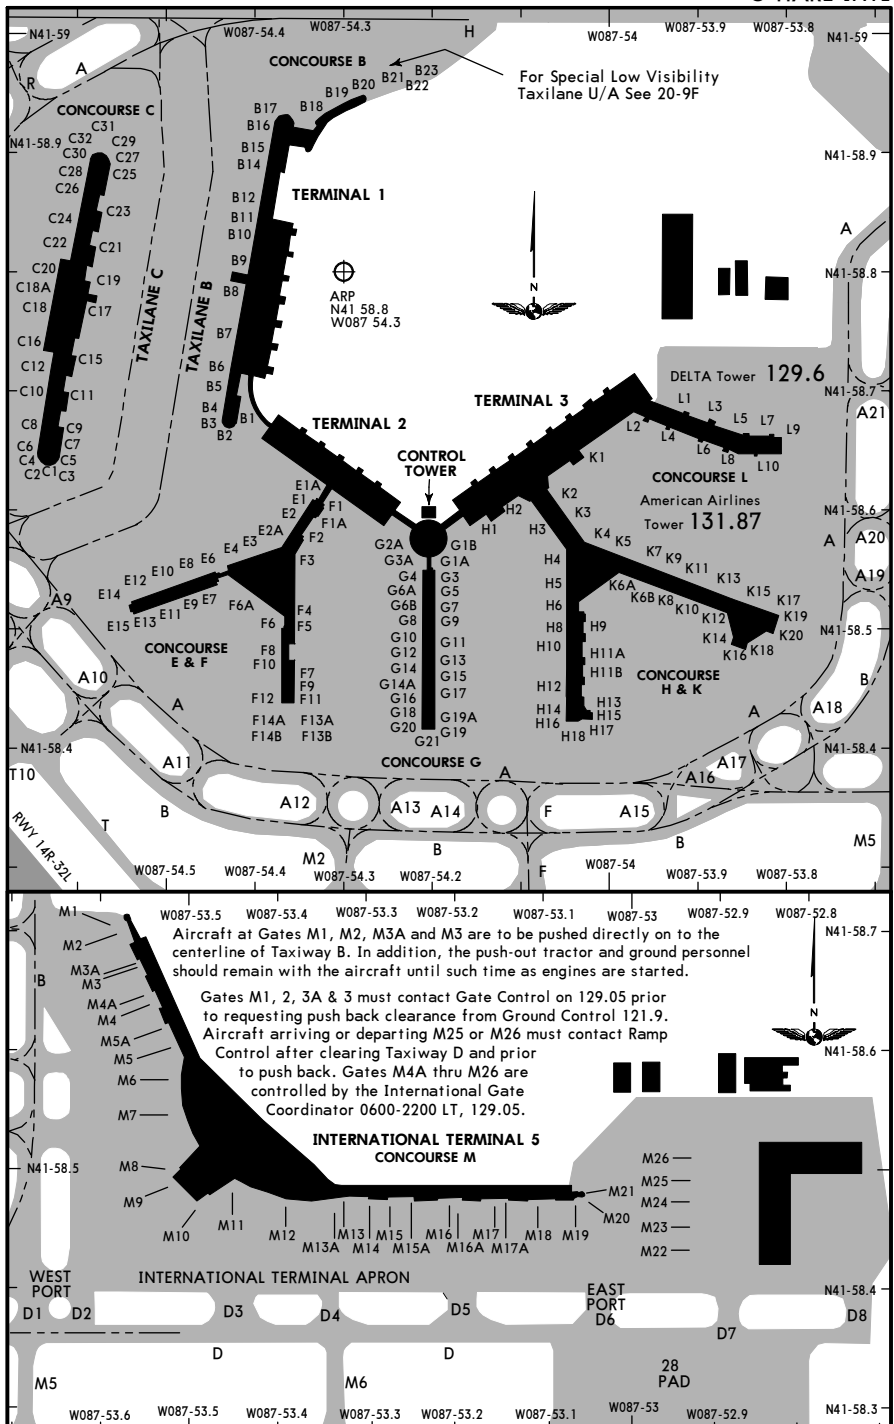 N41-59
W087-54.4
W087-54.3
H
W087-54
W087-53.9
W087-53.8
N41-59
A
R
CONCOURSE B
B23
B21
B22
B20
B19
B18
For Special Low Visibility
Taxilane U/A See 20-9F
CONCOURSE C
B17
B16
B15
B14
C31
C32
C29
N41-58.9
C30
C27
C28
C25
C26
N41-58.9
TERMINAL 1
B12
B11
B10
B9
B8
B7
B6
B5
B4
B3
B2
B1
C24
C23
C22
C21
C20
C19
C18A
C18
C17
C16
C15
C12
C10
C11
C8
C9
C6
C7
C4
C5
C2
C1
C3
TAXILANE C
TAXILANE B
ARP
N41 58.8
W087 54.3
N
A
N41-58.8
DELTA Tower 129.6
N41-58.7
A21
TERMINAL 3
TERMINAL 2
CONTROL
TOWER
L1
L2
L3
L4
L5
L6
L7
L8
L9
L10
CONCOURSE L
American Airlines
Tower 131.87
N41-58.6
A
A20
A19
K1
K2
K3
K4
K5
K7
K9
K11
K13
K15
K17
K19
K20
K6A
K6B
K8
K10
K12
K14
K16
K18
E1A
E1
E2
E2A
E3
E4
E6
E8
E10
E12
E14
E15
E13
E11
E9
E7
F1
F1A
F2
F3
F6A
F4
F5
F6
F8
F10
F7
F9
F11
F12
F14A
F13A
F14B
F13B
CONCOURSE
E & F
G2A
G1B
G3A
G1A
G4
G3
G6A
G5
G6B
G7
G8
G9
G10
G11
G12
G13
G14
G15
G14A
G17
G16
G18
G19A
G20
G19
G21
CONCOURSE G
H1
H2
H3
H4
H5
H6
H8
H9
H10
H11A
H11B
H12
H13
H14
H15
H16
H17
H18
CONCOURSE
H & K
N41-58.5
A9
A10
A
N41-58.4
A11
T10
T
B
A12
A13
A14
A
F
A15
A16
A17
A
A18
B
N41-58.4
RWY 14R-32L
M2
B
F
B
M5
W087-54.5
W087-54.4
W087-54.3
W087-54.2
W087-54
W087-53.9
W087-53.8
W087-53.5
W087-53.4
W087-53.3
W087-53.2
W087-53.1
W087-53
W087-52.9
W087-52.8
N41-58.7
M1
M2
M3A
M3
M4A
M4
M5A
M5
M6
M7
M8
M9
M10
M11
B
Aircraft at Gates M1, M2, M3A and M3 are to be pushed directly on to the
centerline of Taxiway B. In addition, the push-out tractor and ground personnel
should remain with the aircraft until such time as engines are started.
Gates M1, 2, 3A & 3 must contact Gate Control on 129.05 prior
to requesting push back clearance from Ground Control 121.9.
Aircraft arriving or departing M25 or M26 must contact Ramp
Control after clearing Taxiway D and prior
to push back. Gates M4A thru M26 are
controlled by the International Gate
Coordinator 0600-2200 LT, 129.05.
N
N41-58.6
INTERNATIONAL TERMINAL 5
CONCOURSE M
N41-58.5
M26
M25
M24
M23
M22
M21
M20
M12
M13A
M13
M14
M15
M15A
M16
M16A
M17
M17A
M18
M19
WEST
PORT
INTERNATIONAL TERMINAL APRON
EAST
PORT
D6
N41-58.4
D1
D2
D3
D4
D5
D7
D8
D
D
M5
M6
28
PAD
W087-53.6
W087-53.5
W087-53.4
W087-53.3
W087-53.2
W087-53.1
W087-53
W087-52.9
N41-58.3